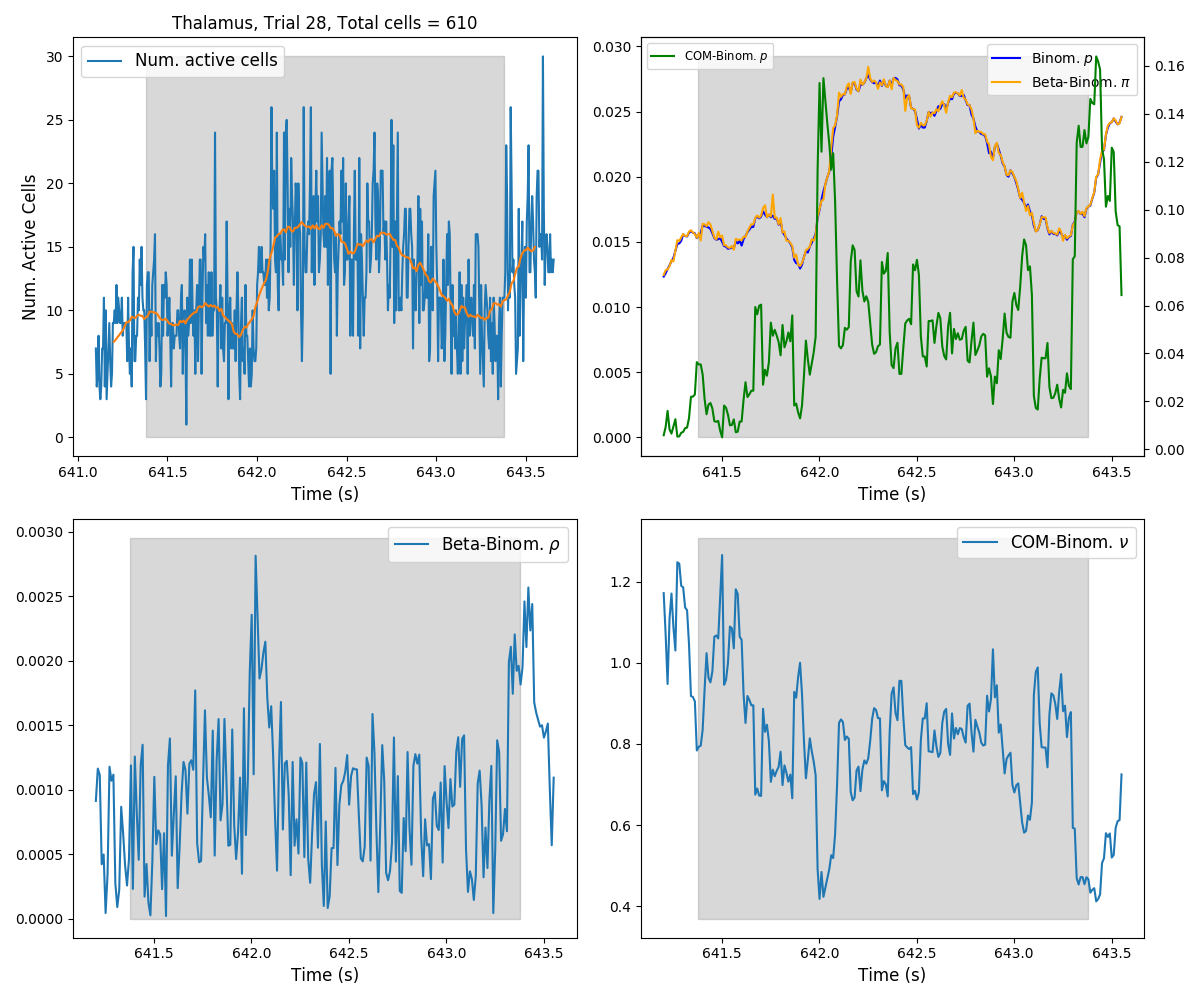 Thalamus, Trial 28, Total cells = 610
Num. active cells
Num. Active Cells
30
25
20
15
10
5
0
641.0 641.5 642.0 642.5 643.0 643.5
Time (s)
COM-Binom. p
Binom. p
Beta-Binom. π
0.030
0.025
0.020
0.015
0.010
0.005
0.000
0.16
0.14
0.12
0.10
0.08
0.06
0.04
0.02
0.00
641.5 642.0 642.5 643.0 643.5
Time (s)
Beta-Binom. ρ
0.0030
0.0025
0.0020
0.0015
0.0010
0.0005
0.0000
641.5 642.0 642.5 643.0 643.5
Time (s)
COM-Binom. ν
1.2
1.0
0.8
0.6
0.4
641.5 642.0 642.5 643.0 643.5
Time (s)